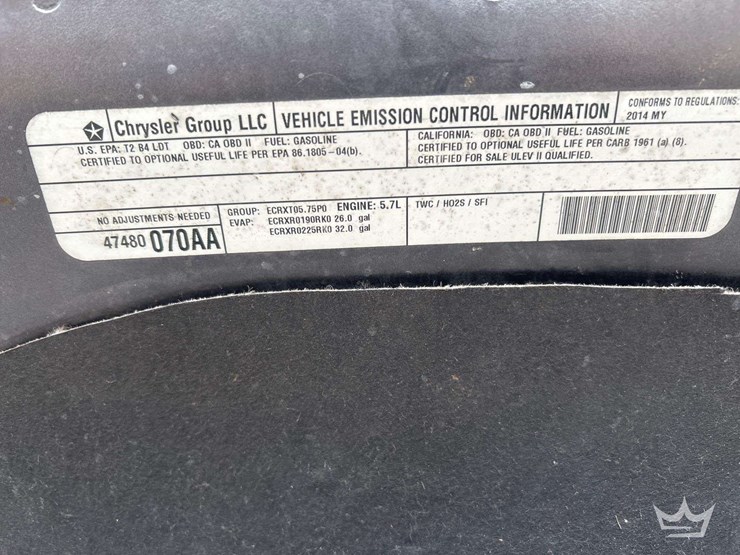 Chrysler Group LLC
VEHICLE EMISSION CONTROL INFORMATION
CONFORMS TO REGULATIONS:
2014 MY
U.S. EPA: T2 B4 LDT OBD: CA OBD II FUEL: GASOLINE
CERTIFIED TO OPTIONAL USEFUL LIFE PER EPA 86.1805-04(b).
CALIFORNIA: OBD: CA OBD II FUEL: GASOLINE
CERTIFIED TO OPTIONAL USEFUL LIFE PER CARB 1961 (a) (8).
CERTIFIED FOR SALE ULEV II QUALIFIED.
NO ADJUSTMENTS NEEDED
47480 070AA
GROUP: ECRXT05.75P0 ENGINE: 5.7L
EVAP: ECRXR0190RK0 26.0 gal
ECRXR0225RK0 32.0 gal
TWC / HO2S / SFI